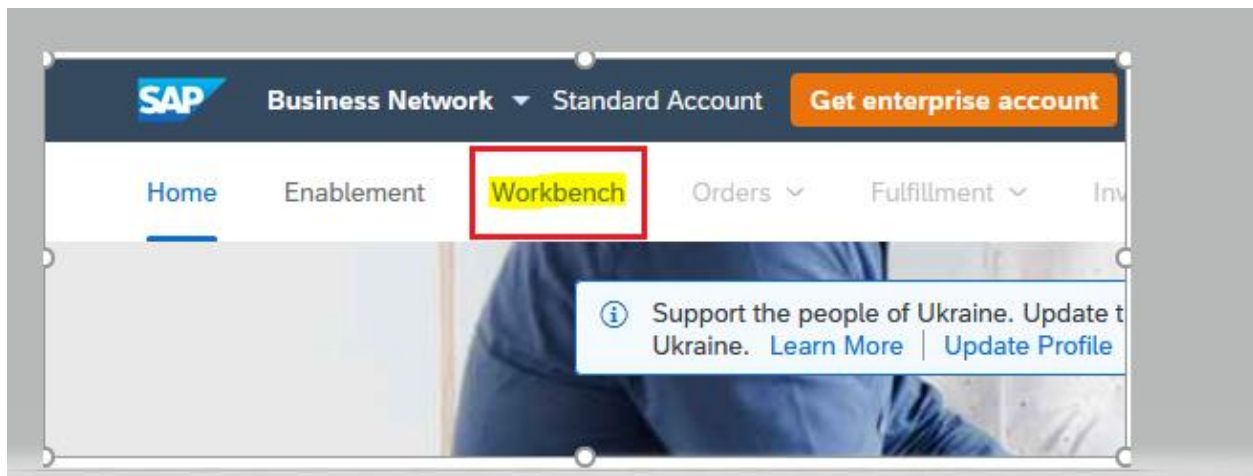 SAP Business Network Standard Account Get enterprise account
Home Enablement Workbench Orders Fulfillment Inv
Support the people of Ukraine. Update t
Ukraine. Learn More | Update Profile